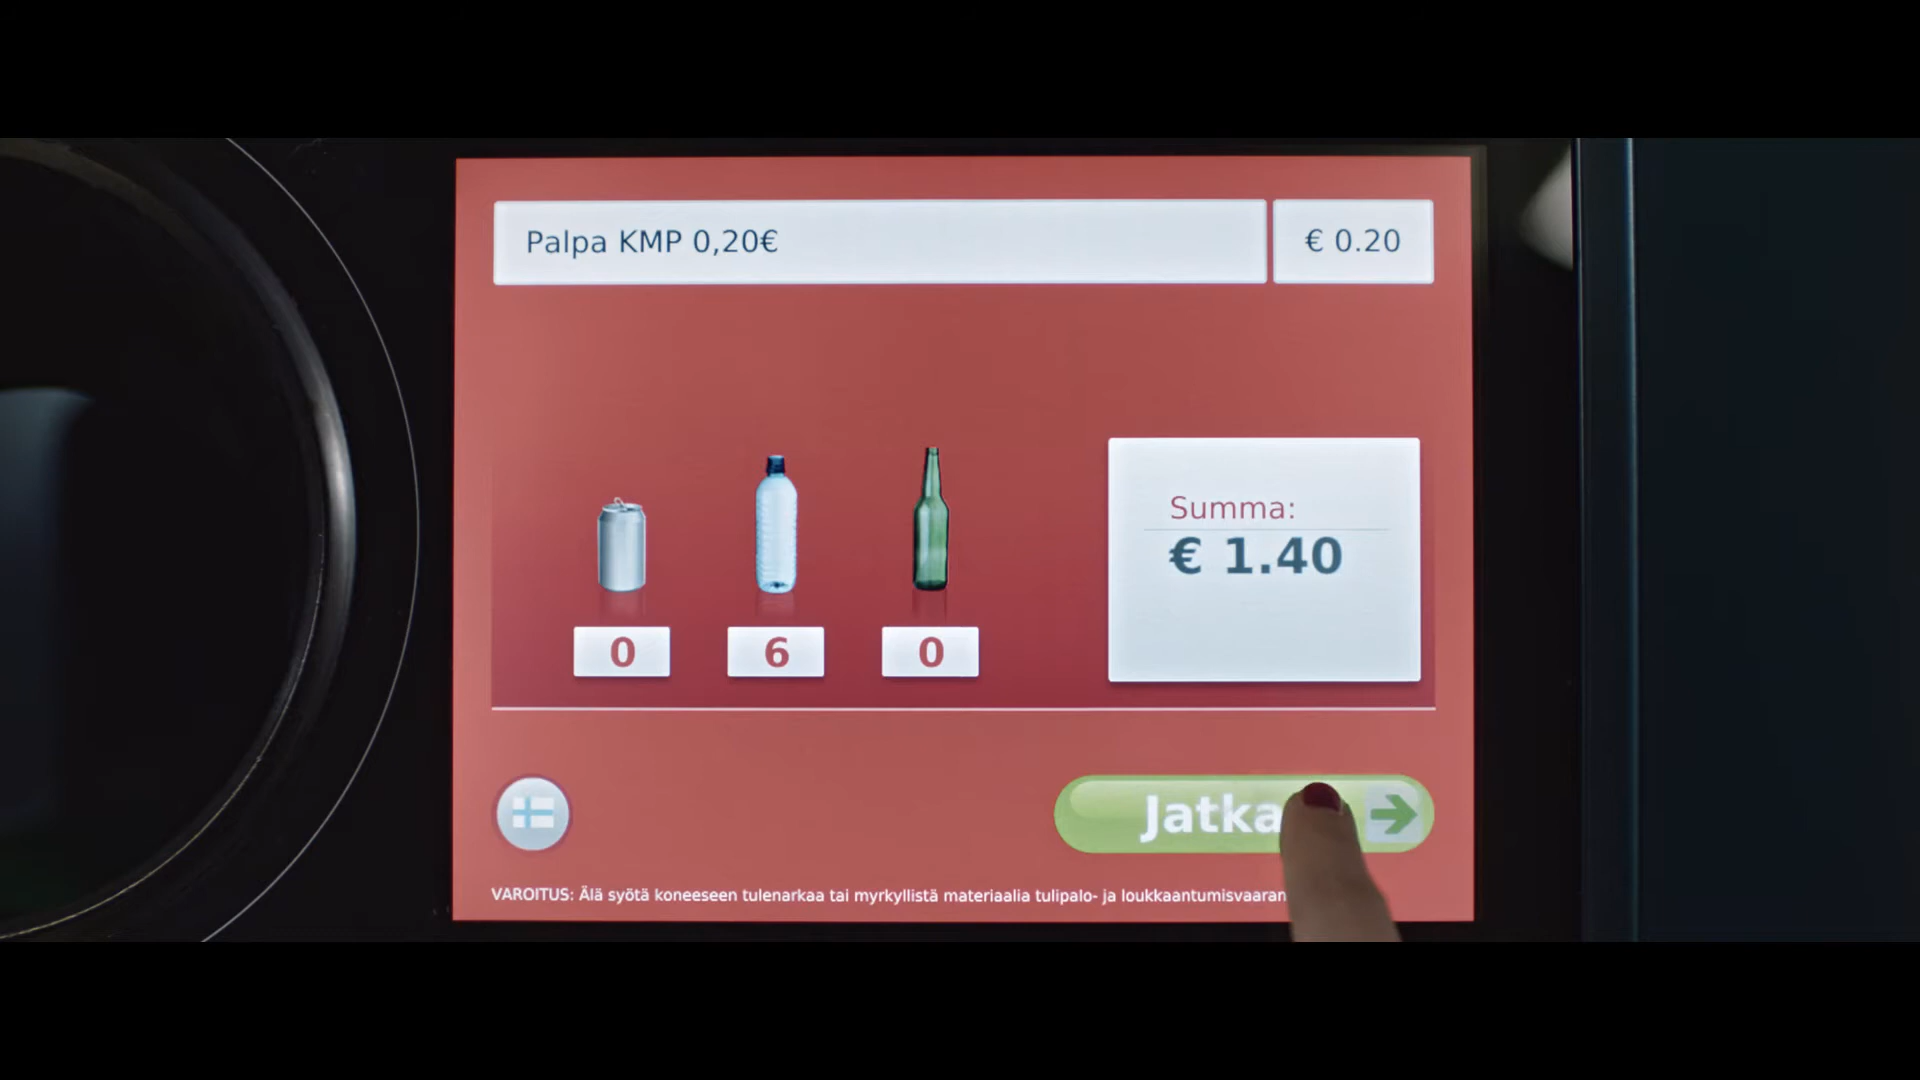 Palpa KMP 0,20€
€ 0.20
Summa:
€ 1.40
0
6
0
Jatka
VAROITUS: Älä syötä koneeseen tulenarkaa tai myrkyllistä materiaalia tulipalo- ja